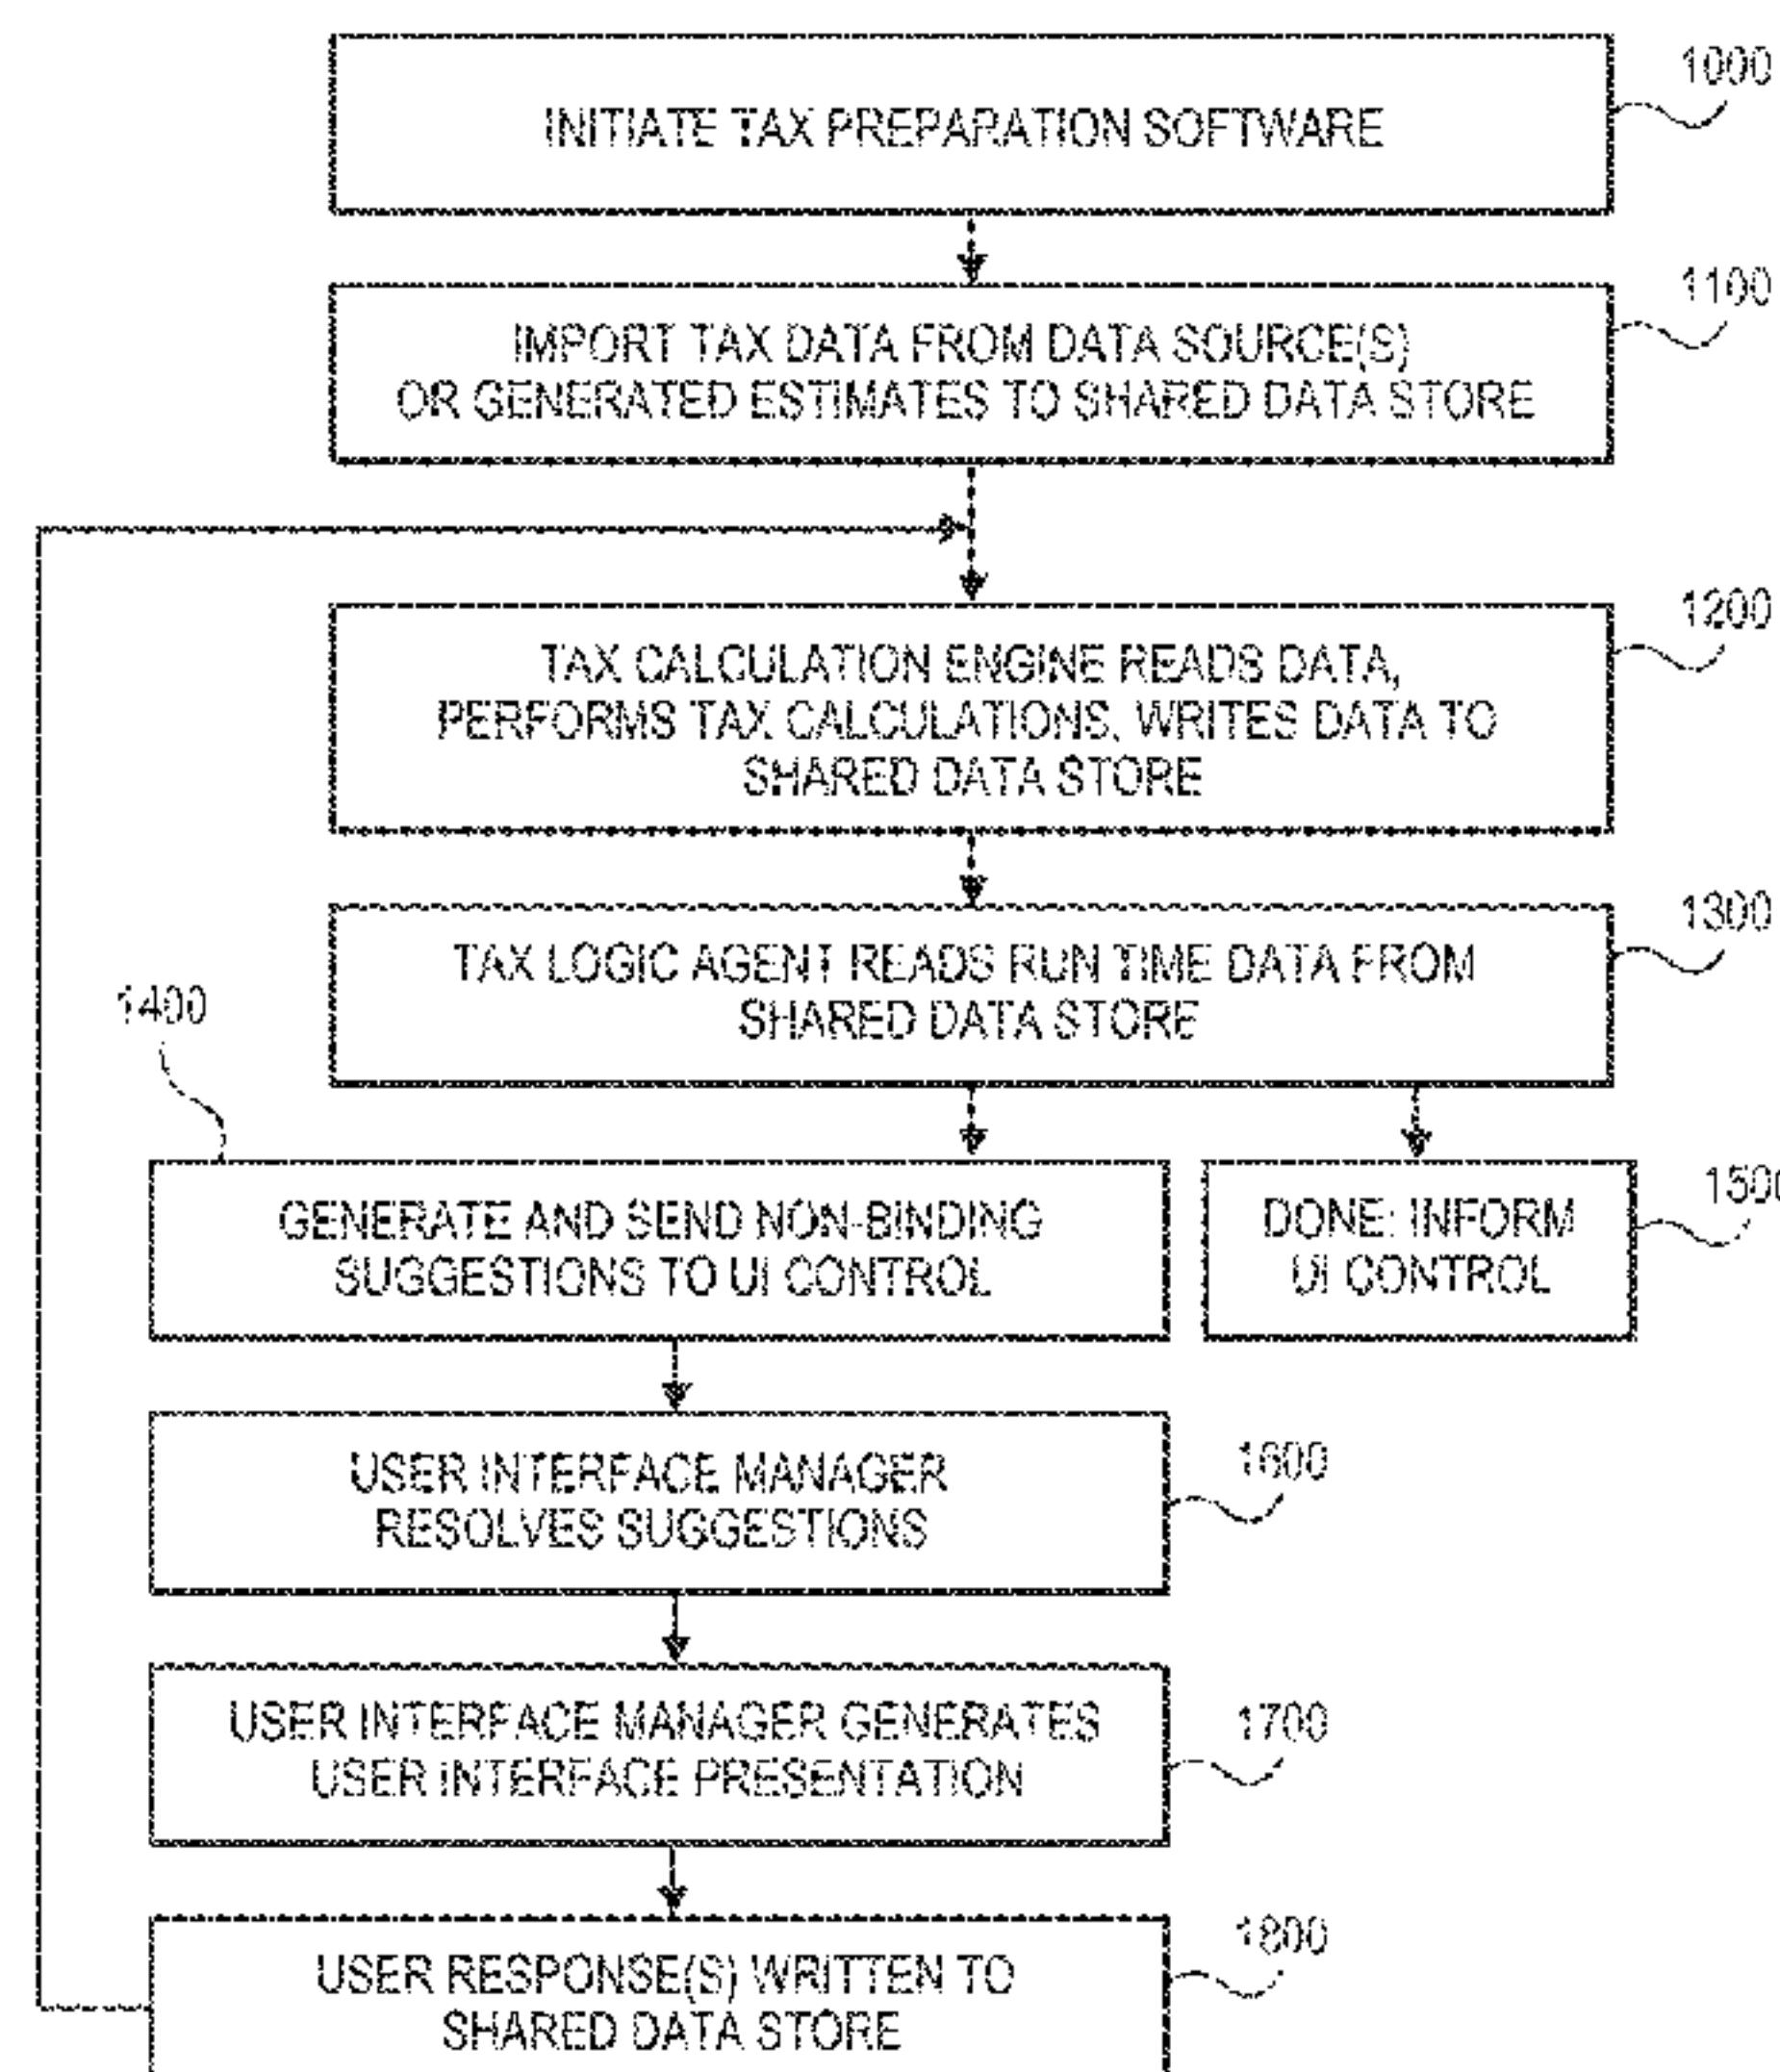 INITIATE TAX PREPARATION SOFTWARE
1000
IMPORT TAX DATA FROM DATA SOURCE(S)
OR GENERATED ESTIMATES TO SHARED DATA STORE
1100
TAX CALCULATION ENGINE READS DATA,
PERFORMS TAX CALCULATIONS, WRITES DATA TO
SHARED DATA STORE
1200
TAX LOGIC AGENT READS RUN TIME DATA FROM
SHARED DATA STORE
1300
1400
GENERATE AND SEND NON-BINDING
SUGGESTIONS TO UI CONTROL
DONE: INFORM
UI CONTROL
1500
USER INTERFACE MANAGER
RESOLVES SUGGESTIONS
1600
USER INTERFACE MANAGER GENERATES
USER INTERFACE PRESENTATION
1700
USER RESPONSE(S) WRITTEN TO
SHARED DATA STORE
1800